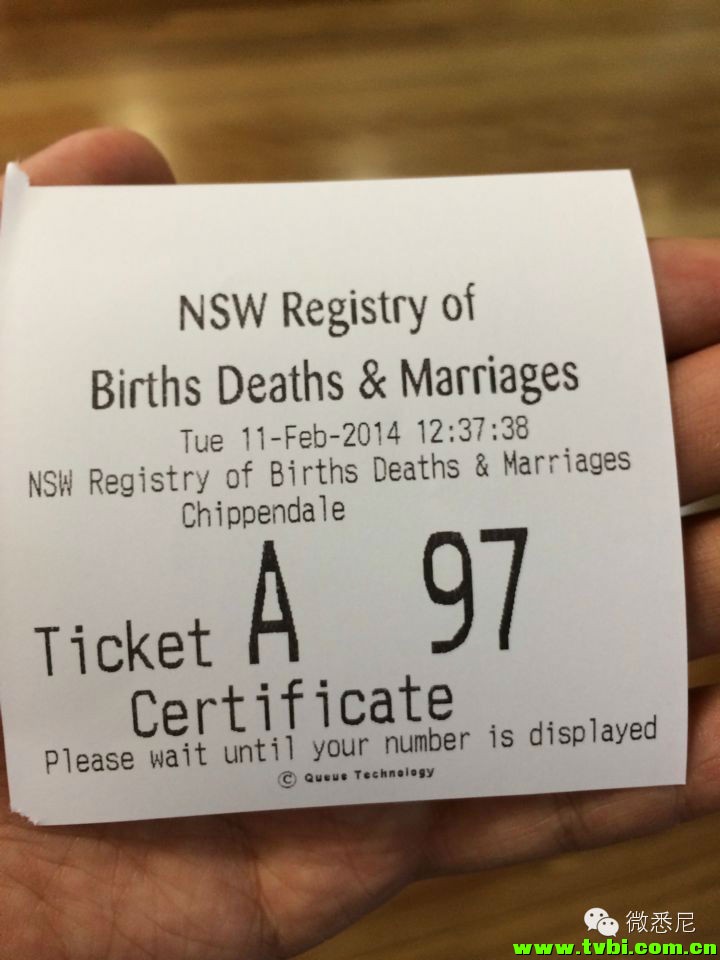 NSW Registry of
Births Deaths & Marriages
Tue 11-Feb-2014 12:37:38
NSW Registry of Births Deaths & Marriages
Chippendale
Ticket A 97
Certificate
Please wait until your number is displayed
© Queue Technology
微悉尼
www.tvbi.com.cn